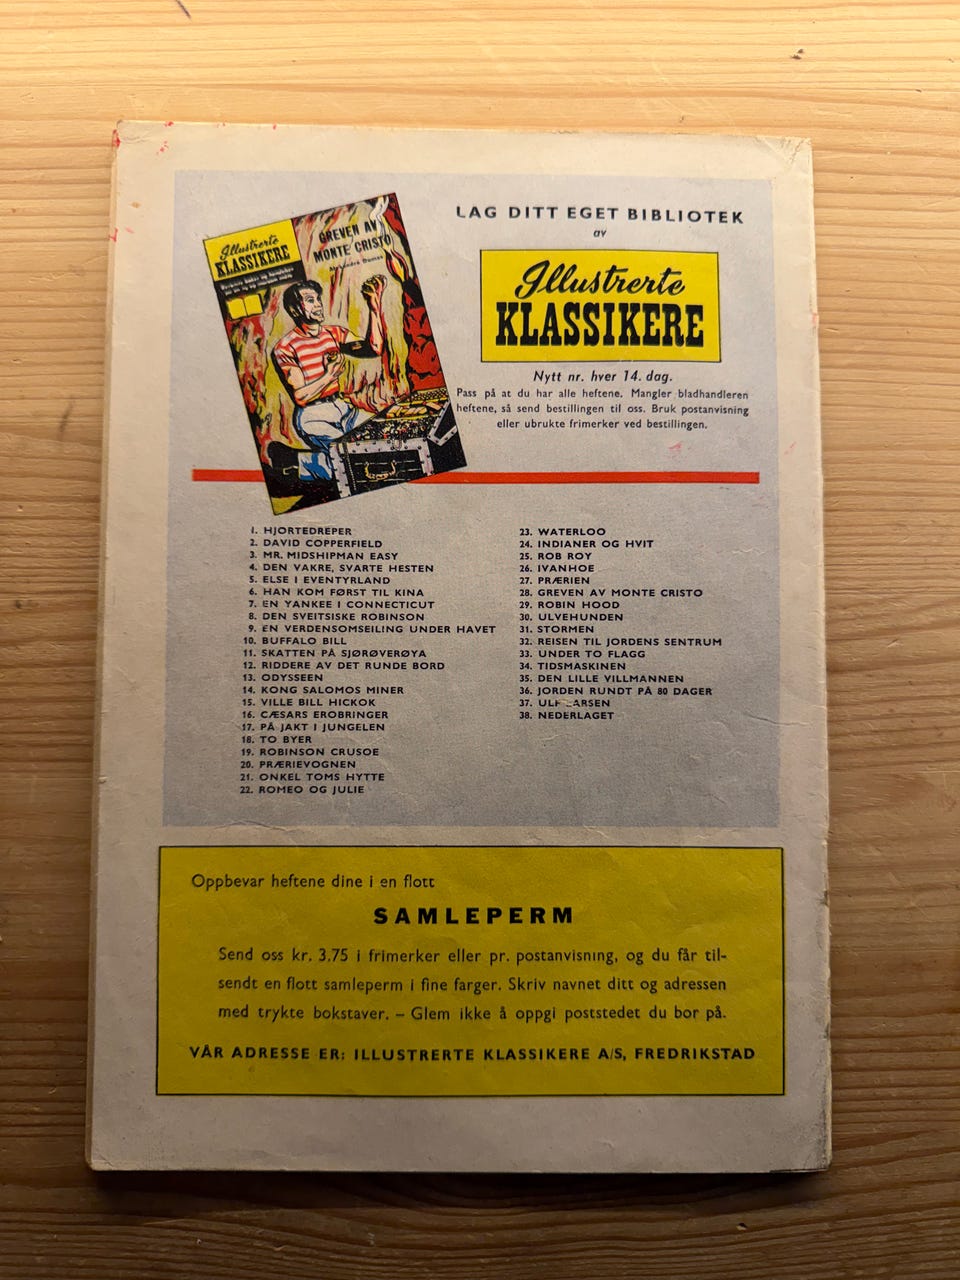 LAG DITT EGET BIBLIOTEK
av
Illustrerte
KLASSIKERE
Nytt nr. hver 14. dag.
Pass på at du har alle heftene. Mangler bladhandleren
heftene, så send bestillingen til oss. Bruk postanvisning
eller ubrukte frimerker ved bestillingen.
Illustrerte
KLASSIKERE
GREVEN AV
MONTE CRISTO
Alexandre Dumas
1. HJORTEDREPER
2. DAVID COPPERFIELD
3. MR. MIDSHIPMAN EASY
4. DEN VAKRE, SVARTE HESTEN
5. ELSE I EVENTYRLAND
6. HAN KOM FØRST TIL KINA
7. EN YANKEE I CONNECTICUT
8. DEN SVEITSISKE ROBINSON
9. EN VERDENSOMSEILING UNDER HAVET
10. BUFFALO BILL
11. SKATTEN PÅ SJØRØVERØYA
12. RIDDERE AV DET RUNDE BORD
13. ODYSSEEN
14. KONG SALOMOS MINER
15. VILLE BILL HICKOK
16. CÆSARS EROBRINGER
17. PÅ JAKT I JUNGELEN
18. TO BYER
19. ROBINSON CRUSOE
20. PRÆRIEVOGNEN
21. ONKEL TOMS HYTTE
22. ROMEO OG JULIE
23. WATERLOO
24. INDIANER OG HVIT
25. ROB ROY
26. IVANHOE
27. PRÆRIEN
28. GREVEN AV MONTE CRISTO
29. ROBIN HOOD
30. ULVEHUNDEN
31. STORMEN
32. REISEN TIL JORDENS SENTRUM
33. UNDER TO FLAGG
34. TIDSMASKINEN
35. DEN LILLE VILLMANNEN
36. JORDEN RUNDT PÅ 80 DAGER
37. ULF LARSEN
38. NEDERLAGET
Oppbevar heftene dine i en flott
SAMLEPERM
Send oss kr. 3.75 i frimerker eller pr. postanvisning, og du får til-
sendt en flott samleperm i fine farger. Skriv navnet ditt og adressen
med trykte bokstaver. – Glem ikke å oppgi poststedet du bor på.
VÅR ADRESSE ER: ILLUSTRERTE KLASSIKERE A/S, FREDRIKSTAD